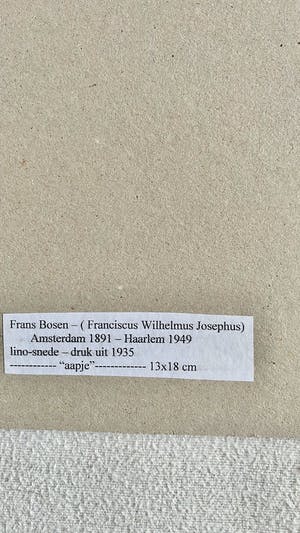 Frans Bosen – ( Franciscus Wilhelmus Josephus)
Amsterdam 1891 – Haarlem 1949
lino-snede – druk uit 1935
------------ “aapje”------------- 13x18 cm